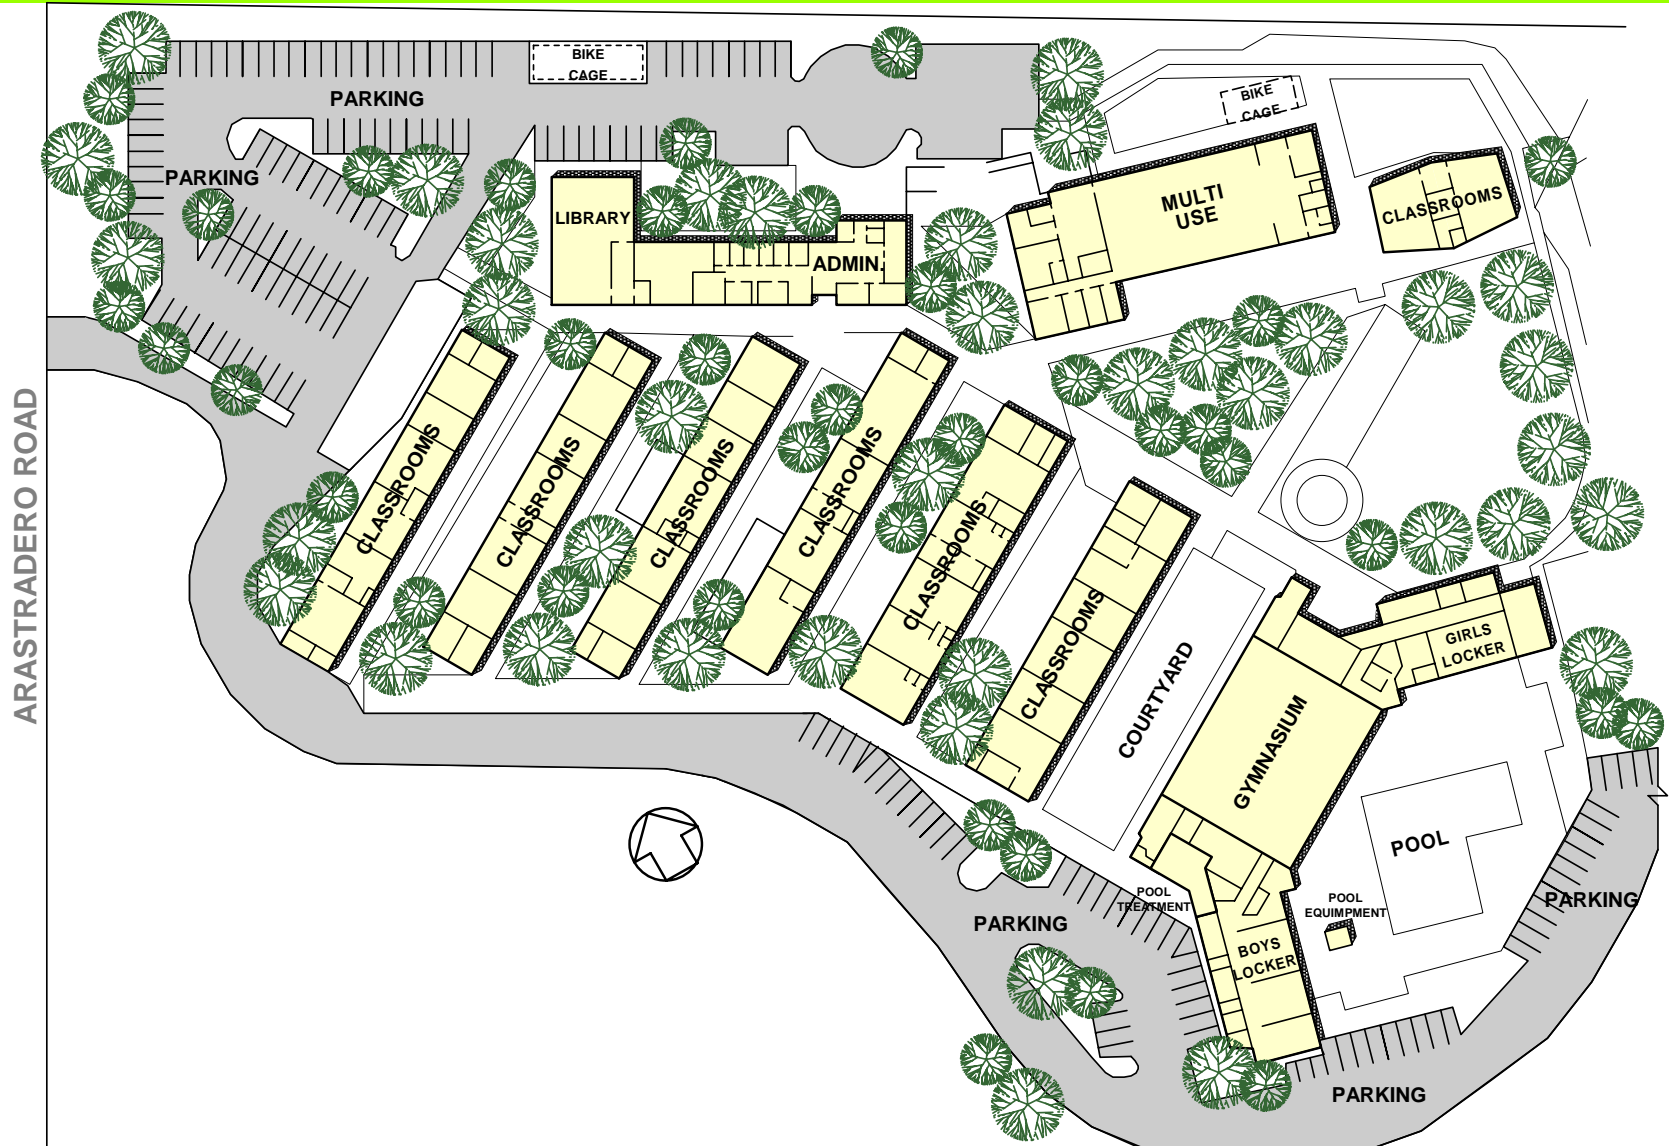 BIKE
CAGE
PARKING
BIKE
CAGE
PARKING
LIBRARY
MULTI
USE
CLASSROOMS
ADMIN.
ARASTRADERO ROAD
CLASSROOMS
CLASSROOMS
CLASSROOMS
CLASSROOMS
CLASSROOMS
CLASSROOMS
COURTYARD
GIRLS
LOCKER
GYMNASIUM
POOL
POOL
TREATMENT
POOL
EQUIMPMENT
PARKING
PARKING
BOYS
LOCKER
PARKING